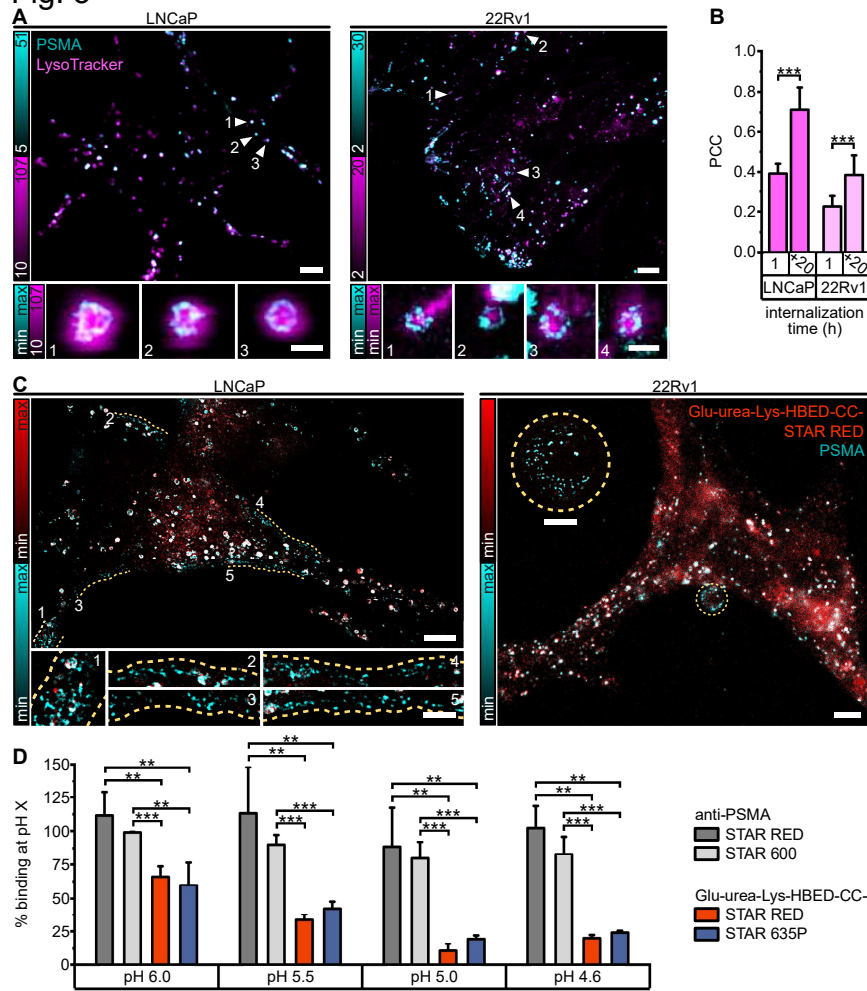 A
LNCaP
22Rv1
B
PSMA
LysoTracker
51
5
107
10
1
2
3
30
2
20
2
2
1
3
4
max
min
107
10
1
2
3
max
min
max
min
1
2
3
4
1.0
0.8
0.6
0.4
0.2
0.0
PCC
***
***
1
+20
1
+20
LNCaP
22Rv1
internalization
time (h)
C
LNCaP
22Rv1
max
min
max
min
2
4
5
1
3
1
2
3
4
5
max
min
max
min
Glu-urea-Lys-HBED-CC-
STAR RED
PSMA
D
150
125
100
75
50
25
0
% binding at pH X
**
**
**
***
**
**
***
***
**
**
***
***
**
**
***
***
pH 6.0
pH 5.5
pH 5.0
pH 4.6
anti-PSMA
STAR RED
STAR 600
Glu-urea-Lys-HBED-CC-
STAR RED
STAR 635P